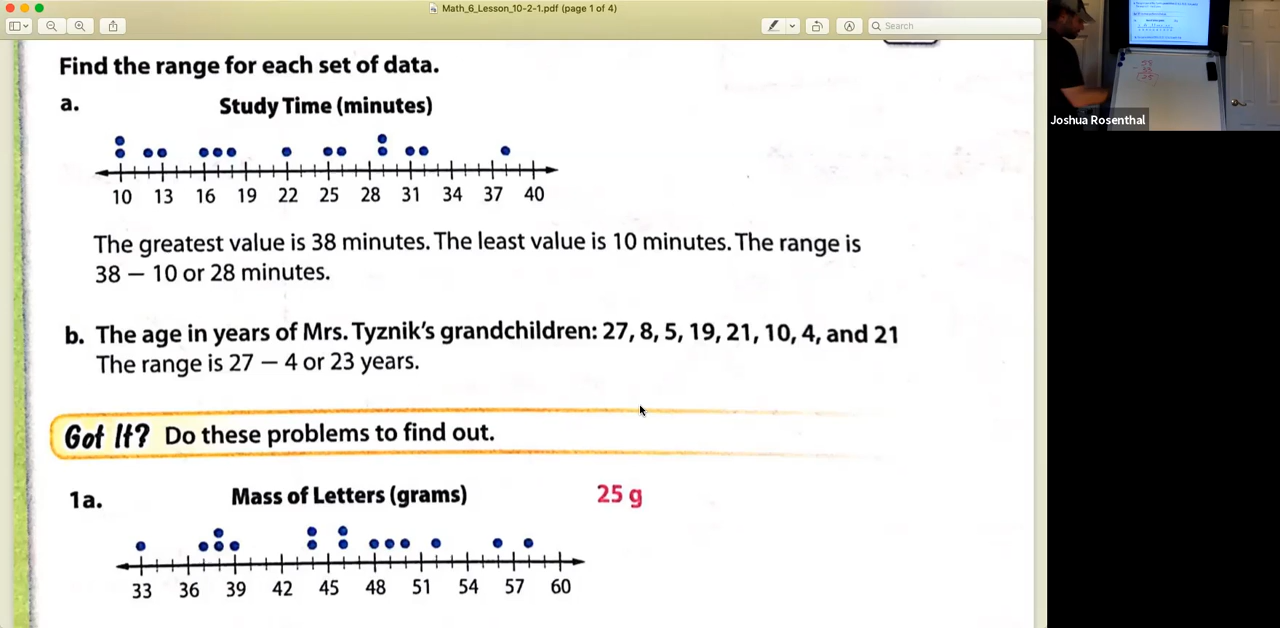 Math_6_Lesson_10-2-1.pdf (page 1 of 4)
Search
Find the range for each set of data.
a. Study Time (minutes)
10 13 16 19 22 25 28 31 34 37 40
The greatest value is 38 minutes. The least value is 10 minutes. The range is
38 – 10 or 28 minutes.
b. The age in years of Mrs. Tyznik's grandchildren: 27, 8, 5, 19, 21, 10, 4, and 21
The range is 27 – 4 or 23 years.
Got It? Do these problems to find out.
1a. Mass of Letters (grams) 25 g
33 36 39 42 45 48 51 54 57 60
Joshua Rosenthal